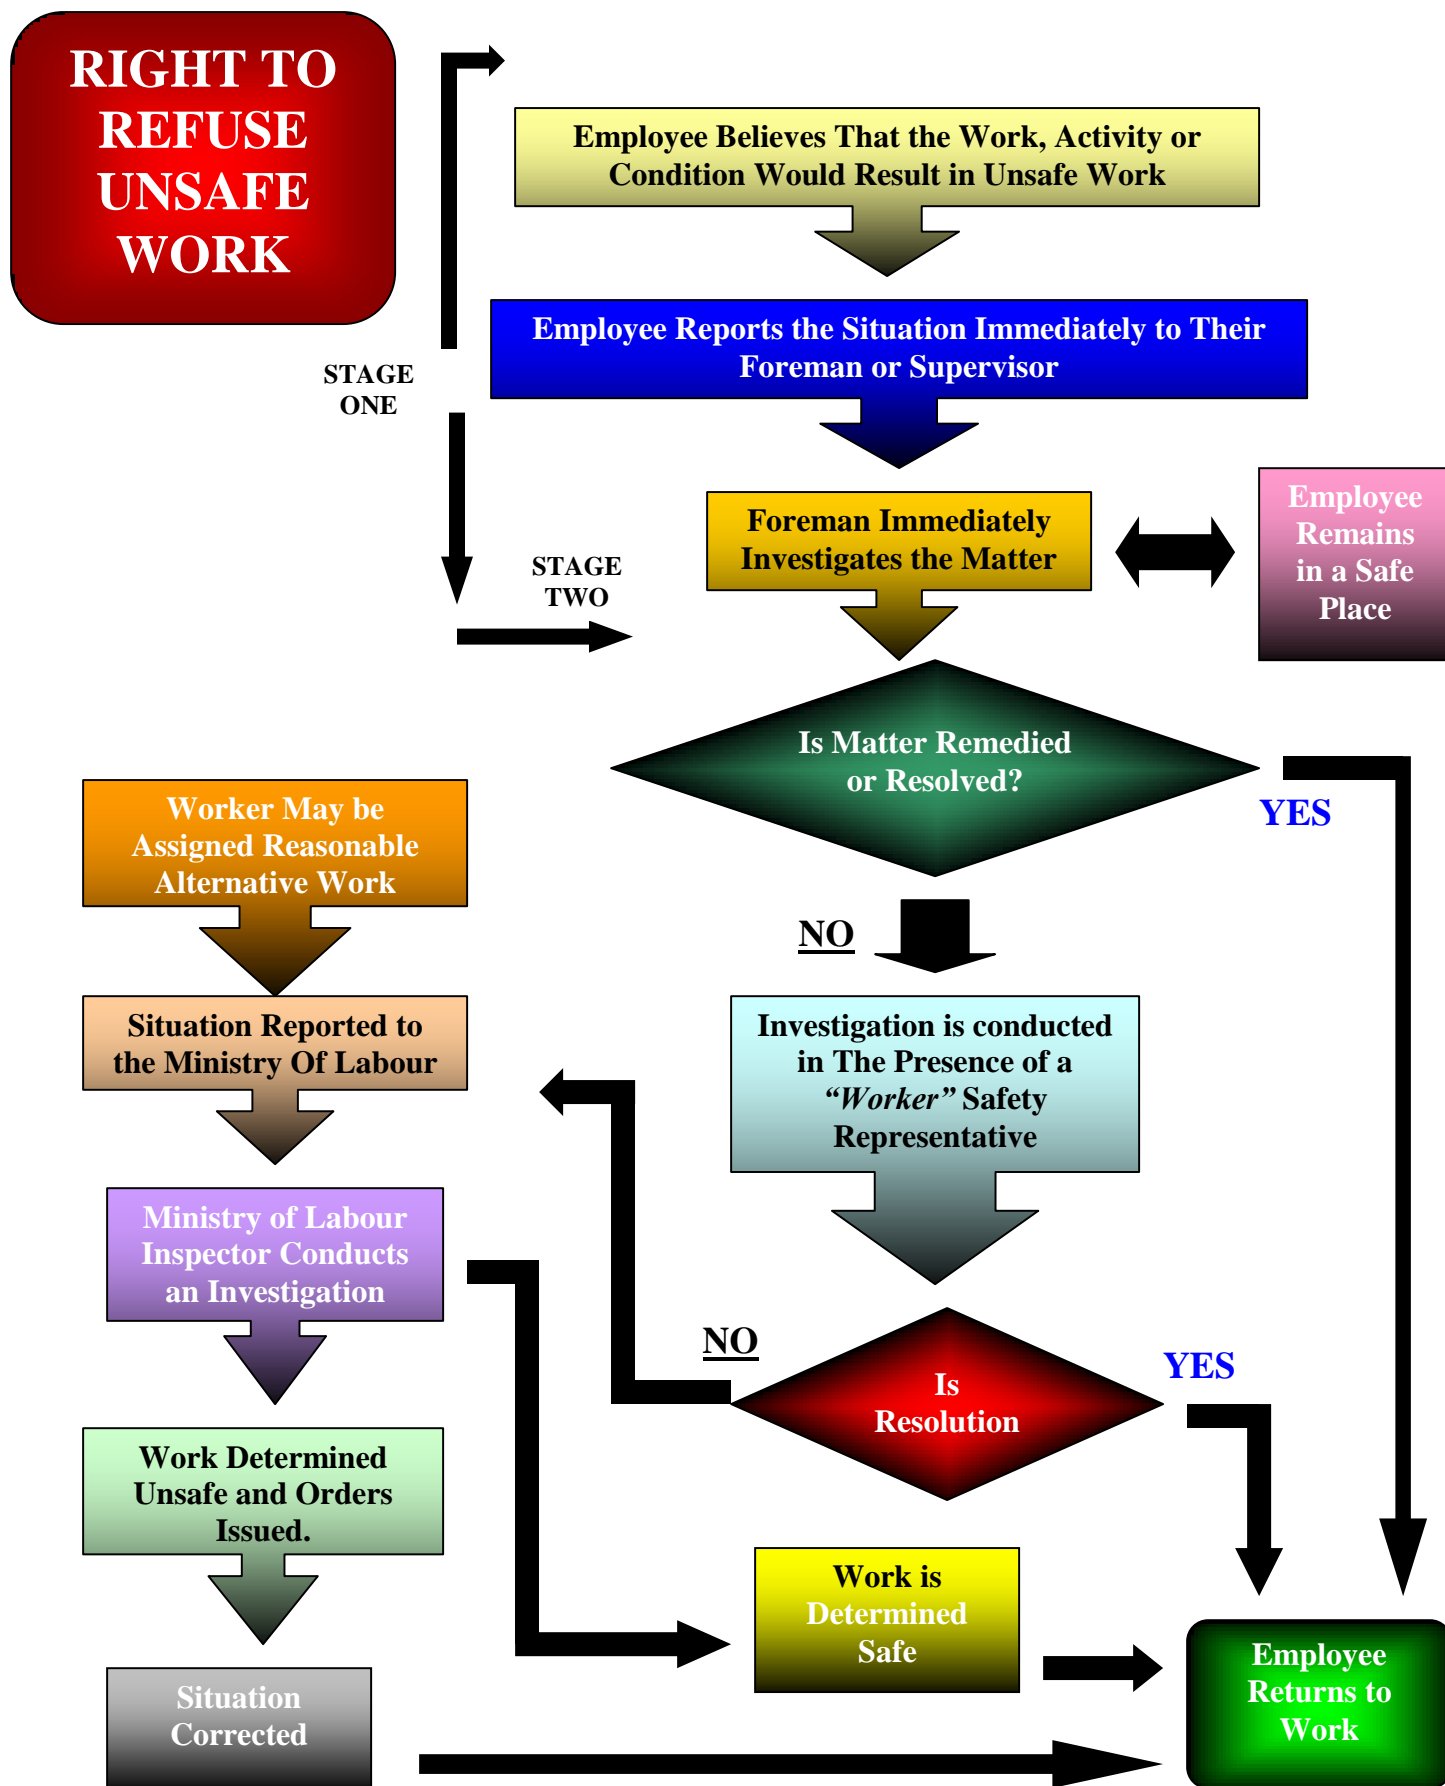 RIGHT TO
REFUSE
UNSAFE
WORK
Employee Believes That the Work, Activity or
Condition Would Result in Unsafe Work
Employee Reports the Situation Immediately to Their
Foreman or Supervisor
STAGE
ONE
Foreman Immediately
Investigates the Matter
Employee
Remains
in a Safe
Place
STAGE
TWO
Is Matter Remedied
or Resolved?
YES
NO
Worker May be
Assigned Reasonable
Alternative Work
Situation Reported to
the Ministry Of Labour
Investigation is conducted
in The Presence of a
“Worker” Safety
Representative
Ministry of Labour
Inspector Conducts
an Investigation
NO
YES
Is
Resolution
Work Determined
Unsafe and Orders
Issued.
Work is
Determined
Safe
Situation
Corrected
Employee
Returns to
Work